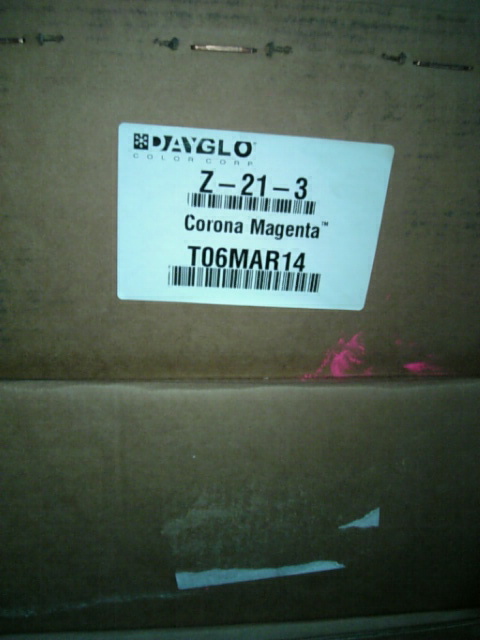 DAYGLO
COLOR CORP
Z-21-3
Corona Magenta™
T06MAR14